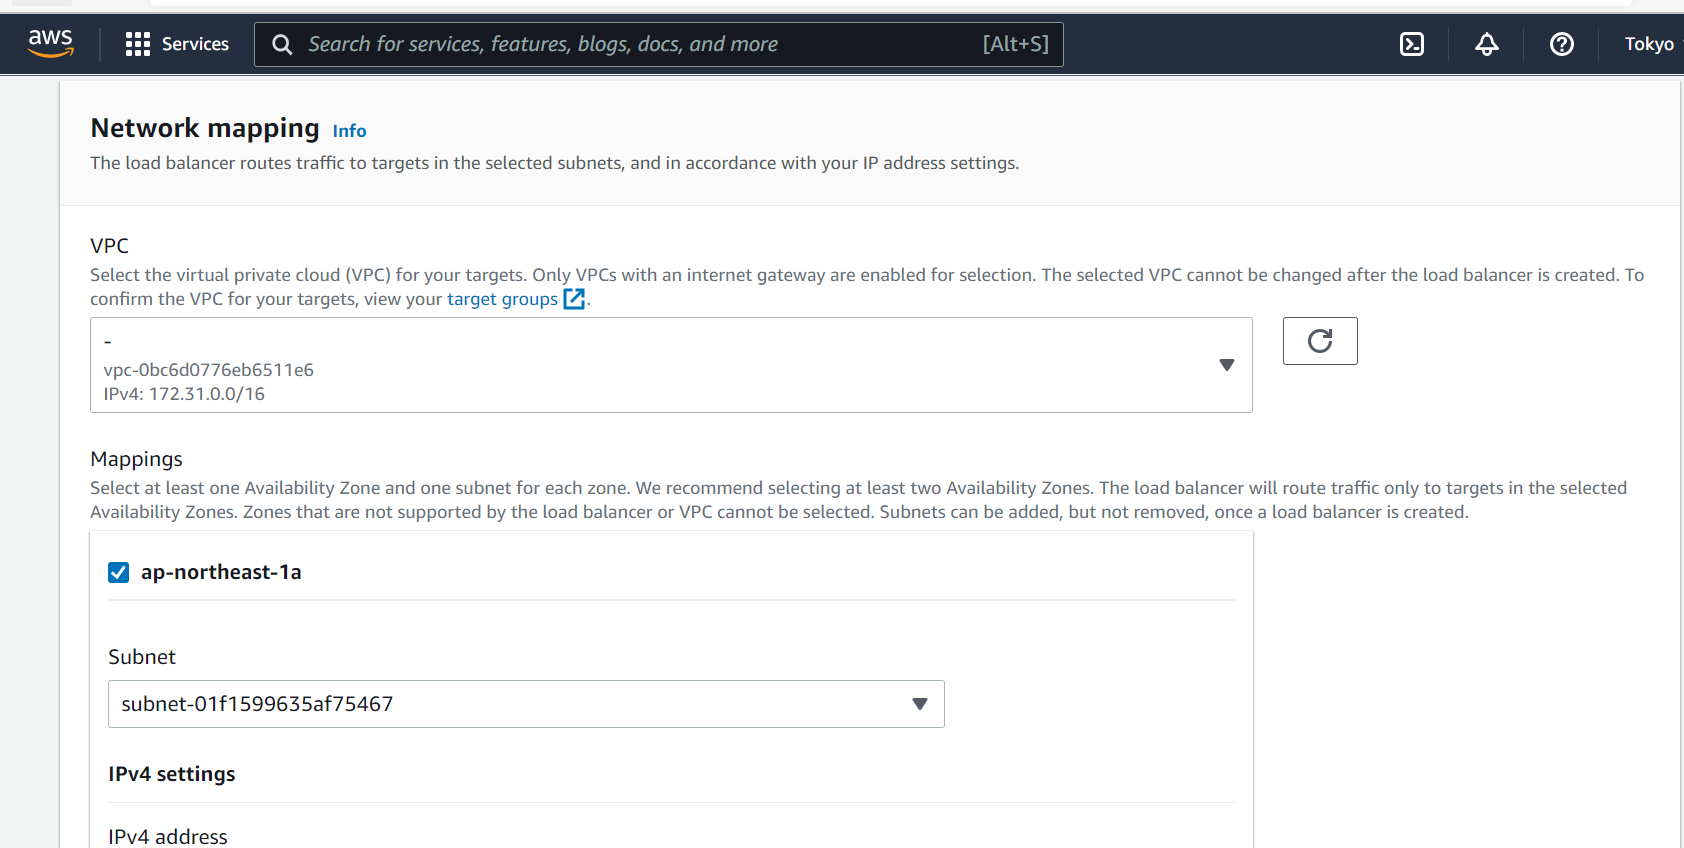 aws
Services
Search for services, features, blogs, docs, and more
[Alt+S]
Tokyo
Network mapping Info
The load balancer routes traffic to targets in the selected subnets, and in accordance with your IP address settings.
VPC
Select the virtual private cloud (VPC) for your targets. Only VPCs with an internet gateway are enabled for selection. The selected VPC cannot be changed after the load balancer is created. To
confirm the VPC for your targets, view your target groups.
-
vpc-0bc6d0776eb6511e6
IPv4: 172.31.0.0/16
Mappings
Select at least one Availability Zone and one subnet for each zone. We recommend selecting at least two Availability Zones. The load balancer will route traffic only to targets in the selected
Availability Zones. Zones that are not supported by the load balancer or VPC cannot be selected. Subnets can be added, but not removed, once a load balancer is created.
ap-northeast-1a
Subnet
subnet-01f1599635af75467
IPv4 settings
IPv4 address